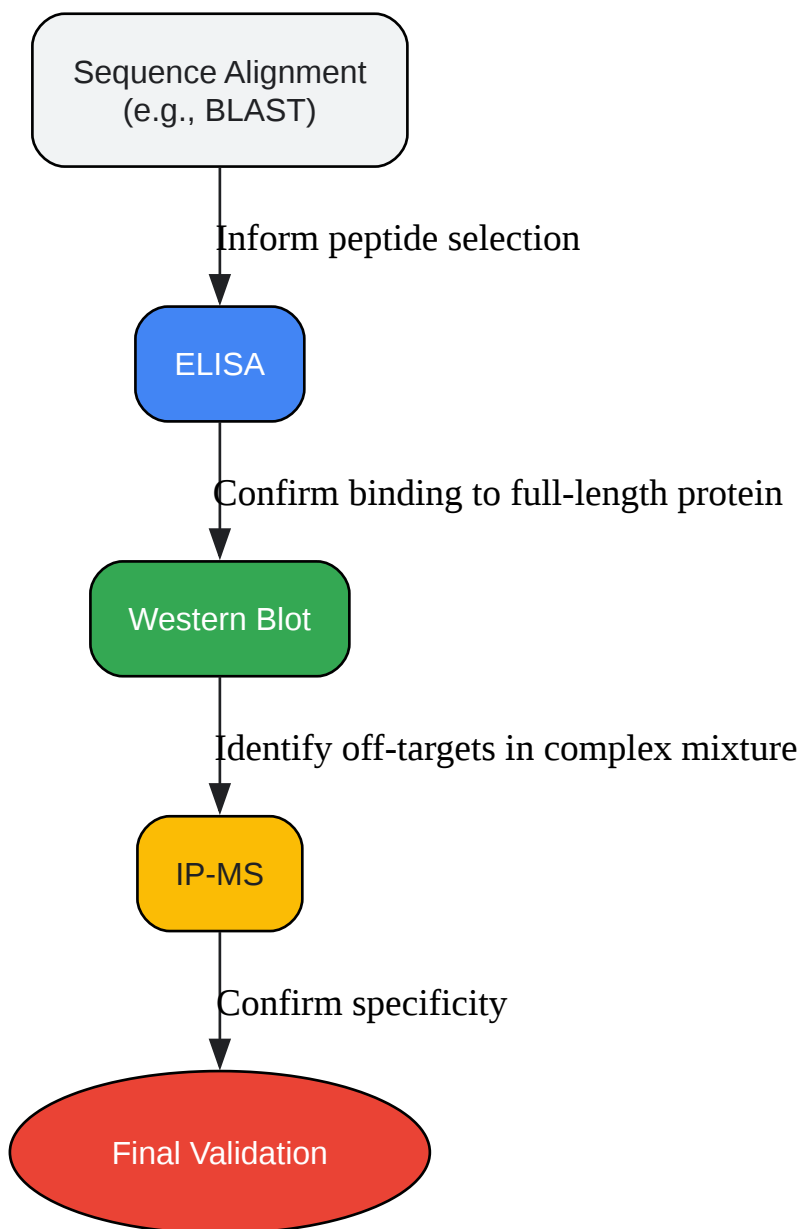 Sequence Alignment
(e.g., BLAST)
Inform peptide selection
ELISA
Confirm binding to full-length protein
Western Blot
Identify off-targets in complex mixture
IP-MS
Confirm specificity
Final Validation